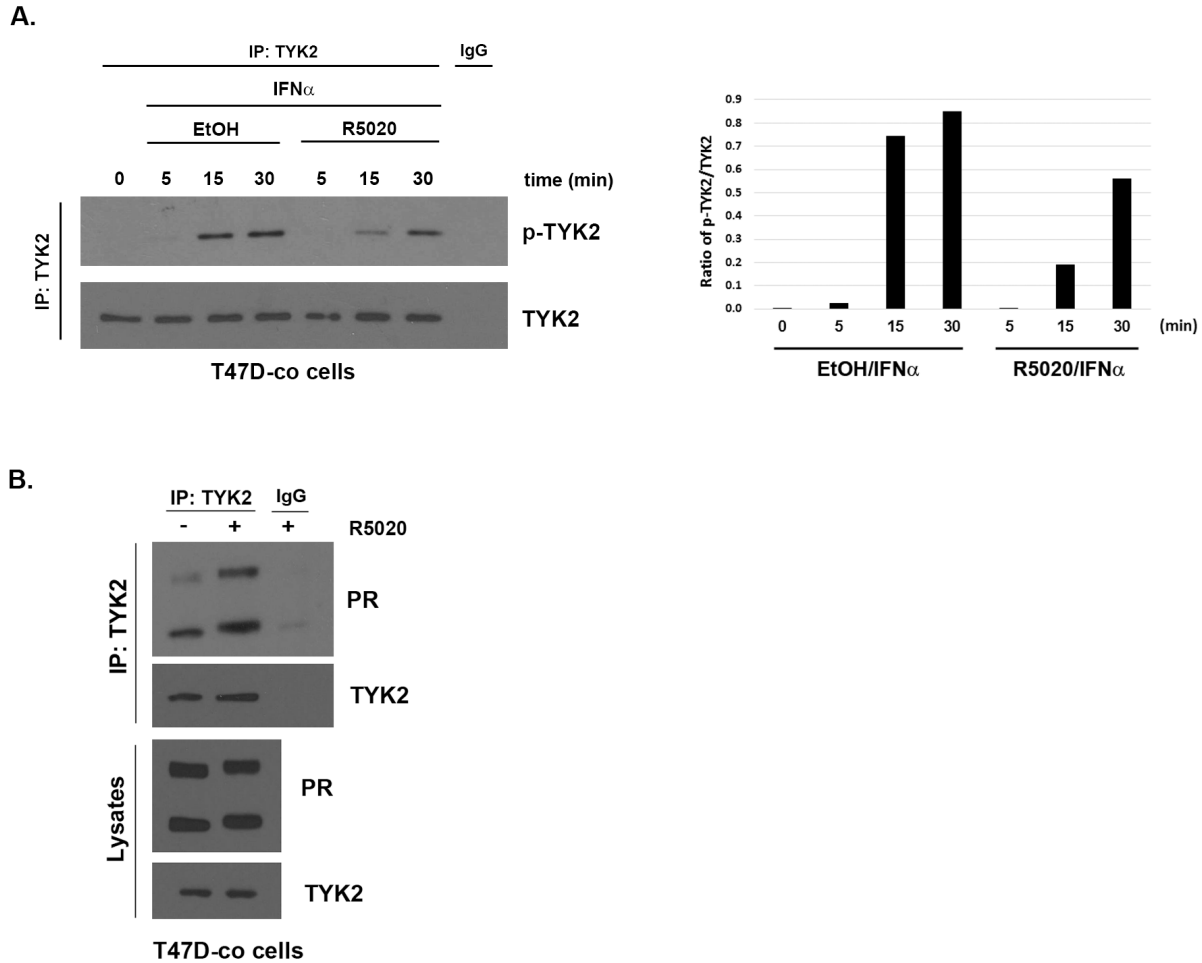 A.
IP: TYK2 IgG
IFNα
EtOH R5020
0 5 15 30 5 15 30 time (min)
IP: TYK2
p-TYK2
TYK2
T47D-co cells
Ratio of p-TYK2/TYK2
0.9
0.8
0.7
0.6
0.5
0.4
0.3
0.2
0.1
0.0
0 5 15 30 5 15 30 (min)
EtOH/IFNα R5020/IFNα
B.
IP: TYK2 IgG
- + + R5020
IP: TYK2
PR
TYK2
Lysates
PR
TYK2
T47D-co cells